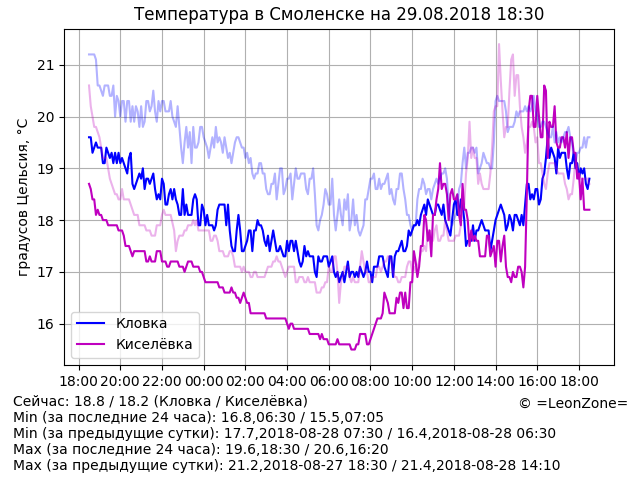 Температура в Смоленске на 29.08.2018 18:30
градусов Цельсия, °C
21
20
19
18
17
16
Кловка
Киселёвка
18:00 20:00 22:00 00:00 02:00 04:00 06:00 08:00 10:00 12:00 14:00 16:00 18:00
Сейчас: 18.8 / 18.2 (Кловка / Киселёвка)
© =LeonZone=
Min (за последние 24 часа): 16.8,06:30 / 15.5,07:05
Min (за предыдущие сутки): 17.7,2018-08-28 07:30 / 16.4,2018-08-28 06:30
Max (за последние 24 часа): 19.6,18:30 / 20.6,16:20
Max (за предыдущие сутки): 21.2,2018-08-27 18:30 / 21.4,2018-08-28 14:10